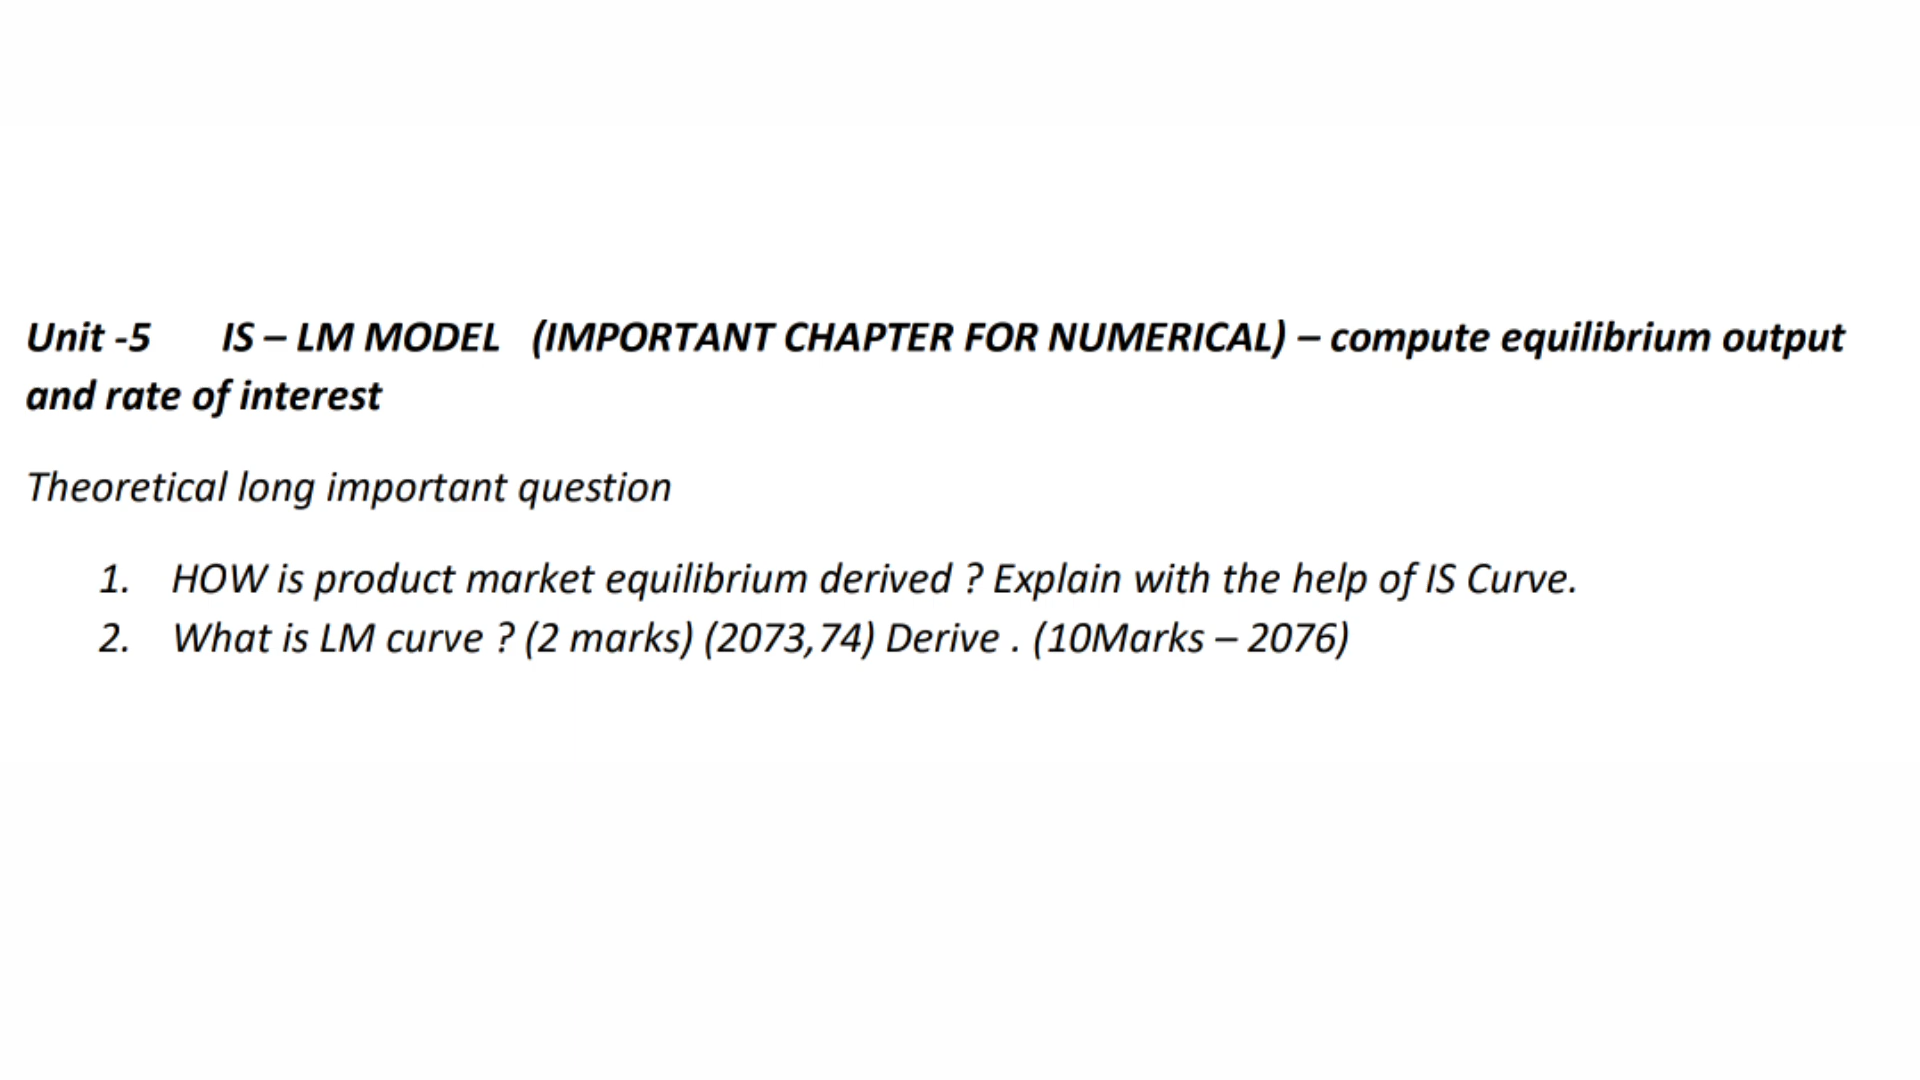 Unit -5 IS – LM MODEL (IMPORTANT CHAPTER FOR NUMERICAL) – compute equilibrium output
and rate of interest
Theoretical long important question
1. HOW is product market equilibrium derived ? Explain with the help of IS Curve.
2. What is LM curve ? (2 marks) (2073,74) Derive . (10Marks – 2076)